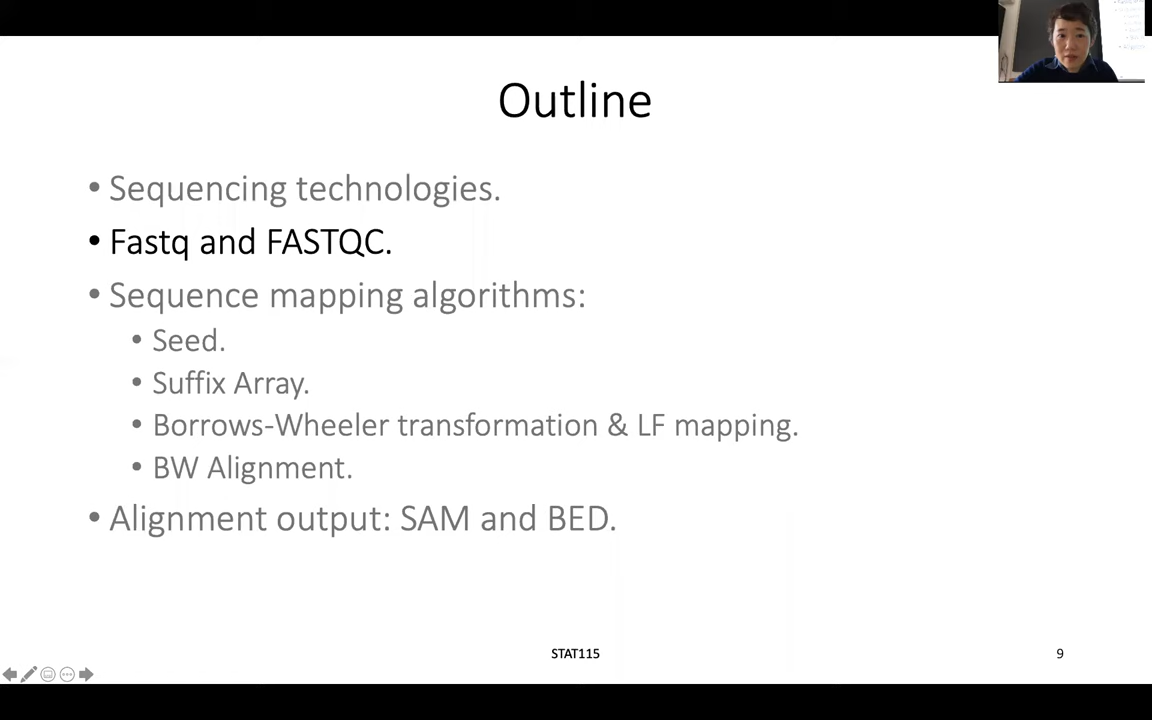 Outline
• Sequencing technologies.
• Fastq and FASTQC.
• Sequence mapping algorithms:
• Seed.
• Suffix Array.
• Borrows-Wheeler transformation & LF mapping.
• BW Alignment.
• Alignment output: SAM and BED.
STAT115
9